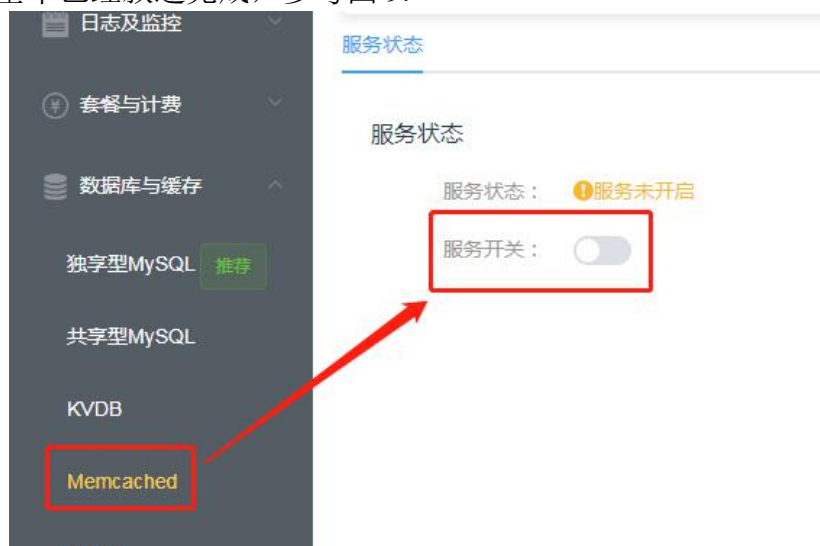 日志及监控
服务状态
套餐与计费
服务状态
数据库与缓存
服务状态：
服务未开启
独享型MySQL 推荐
服务开关：
共享型MySQL
KVDB
Memcached